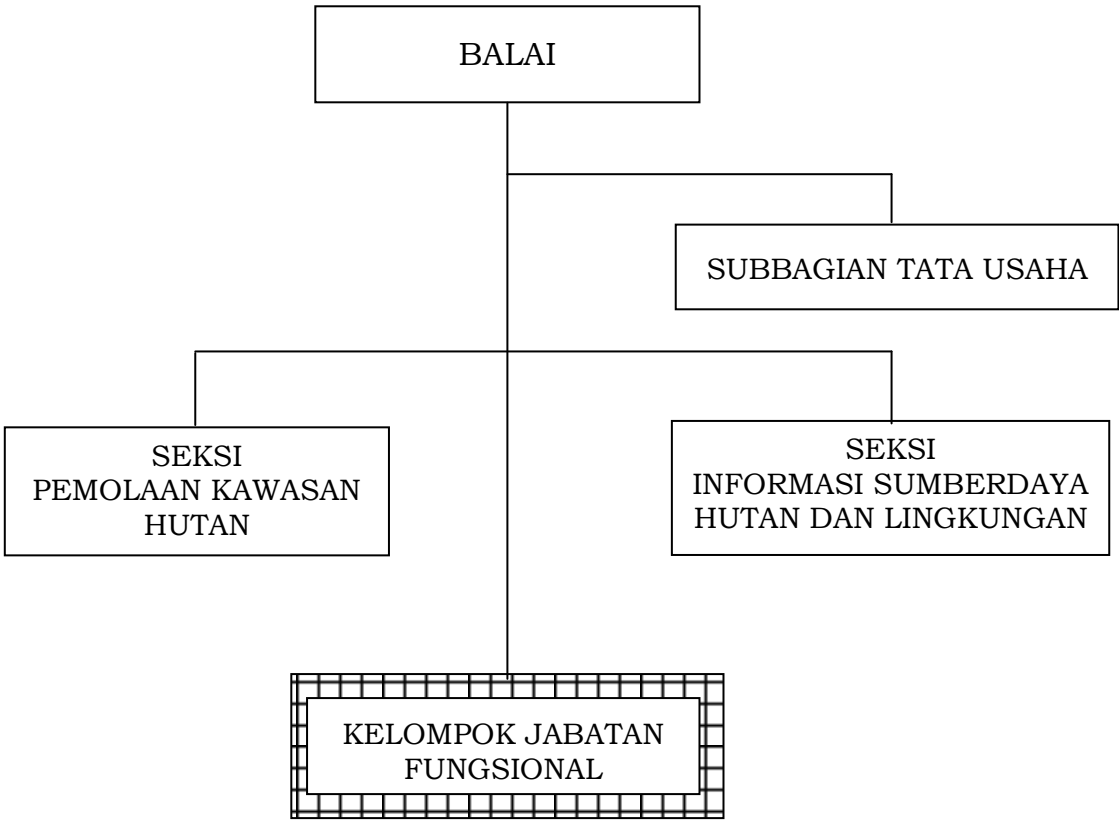 BALAI
SUBBAGIAN TATA USAHA
SEKSI
PEMOLAAN KAWASAN
HUTAN
SEKSI
INFORMASI SUMBERDAYA
HUTAN DAN LINGKUNGAN
KELOMPOK JABATAN
FUNGSIONAL